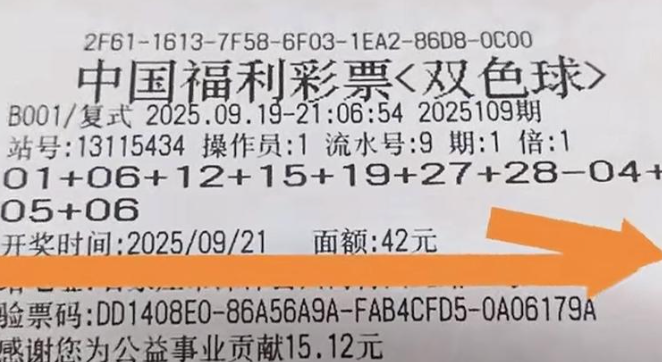 2F61-1613-7F58-6F03-1EA2-86D8-0C00
中国福利彩票<双色球>
B001/复式 2025.09.19-21:06:54 2025109期
站号:13115434 操作员:1 流水号:9 期:1 倍:1
01+06+12+15+19+27+28-04+
05+06
开奖时间:2025/09/21 面额:42元
验票码:DD1408E0-86A56A9A-FAB4CFD5-0A06179A
感谢您为公益事业贡献15.12元